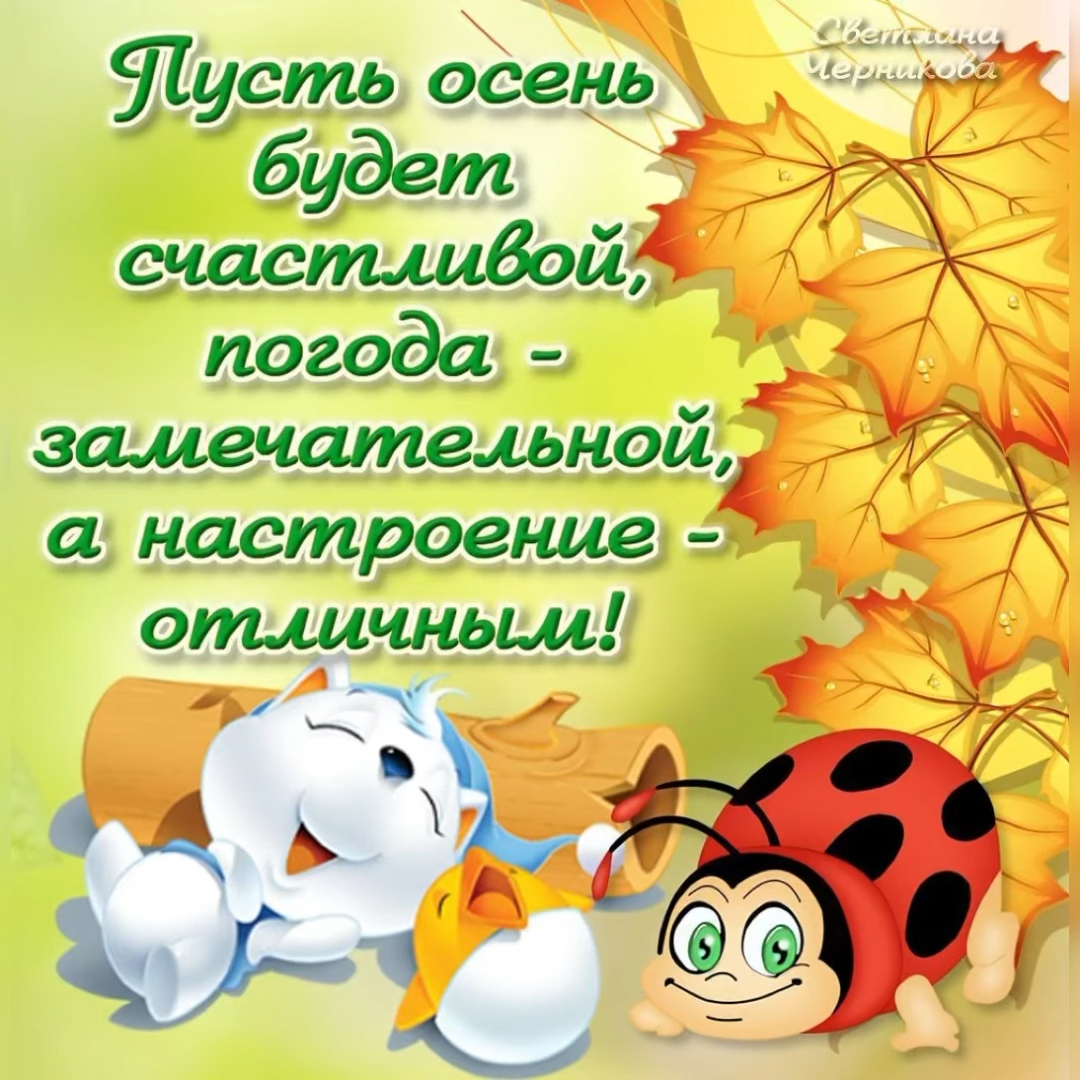 Светлана
Черникова
Пусть осень
будет
счастливой,
погода -
замечательной,
а настроение -
отличным!